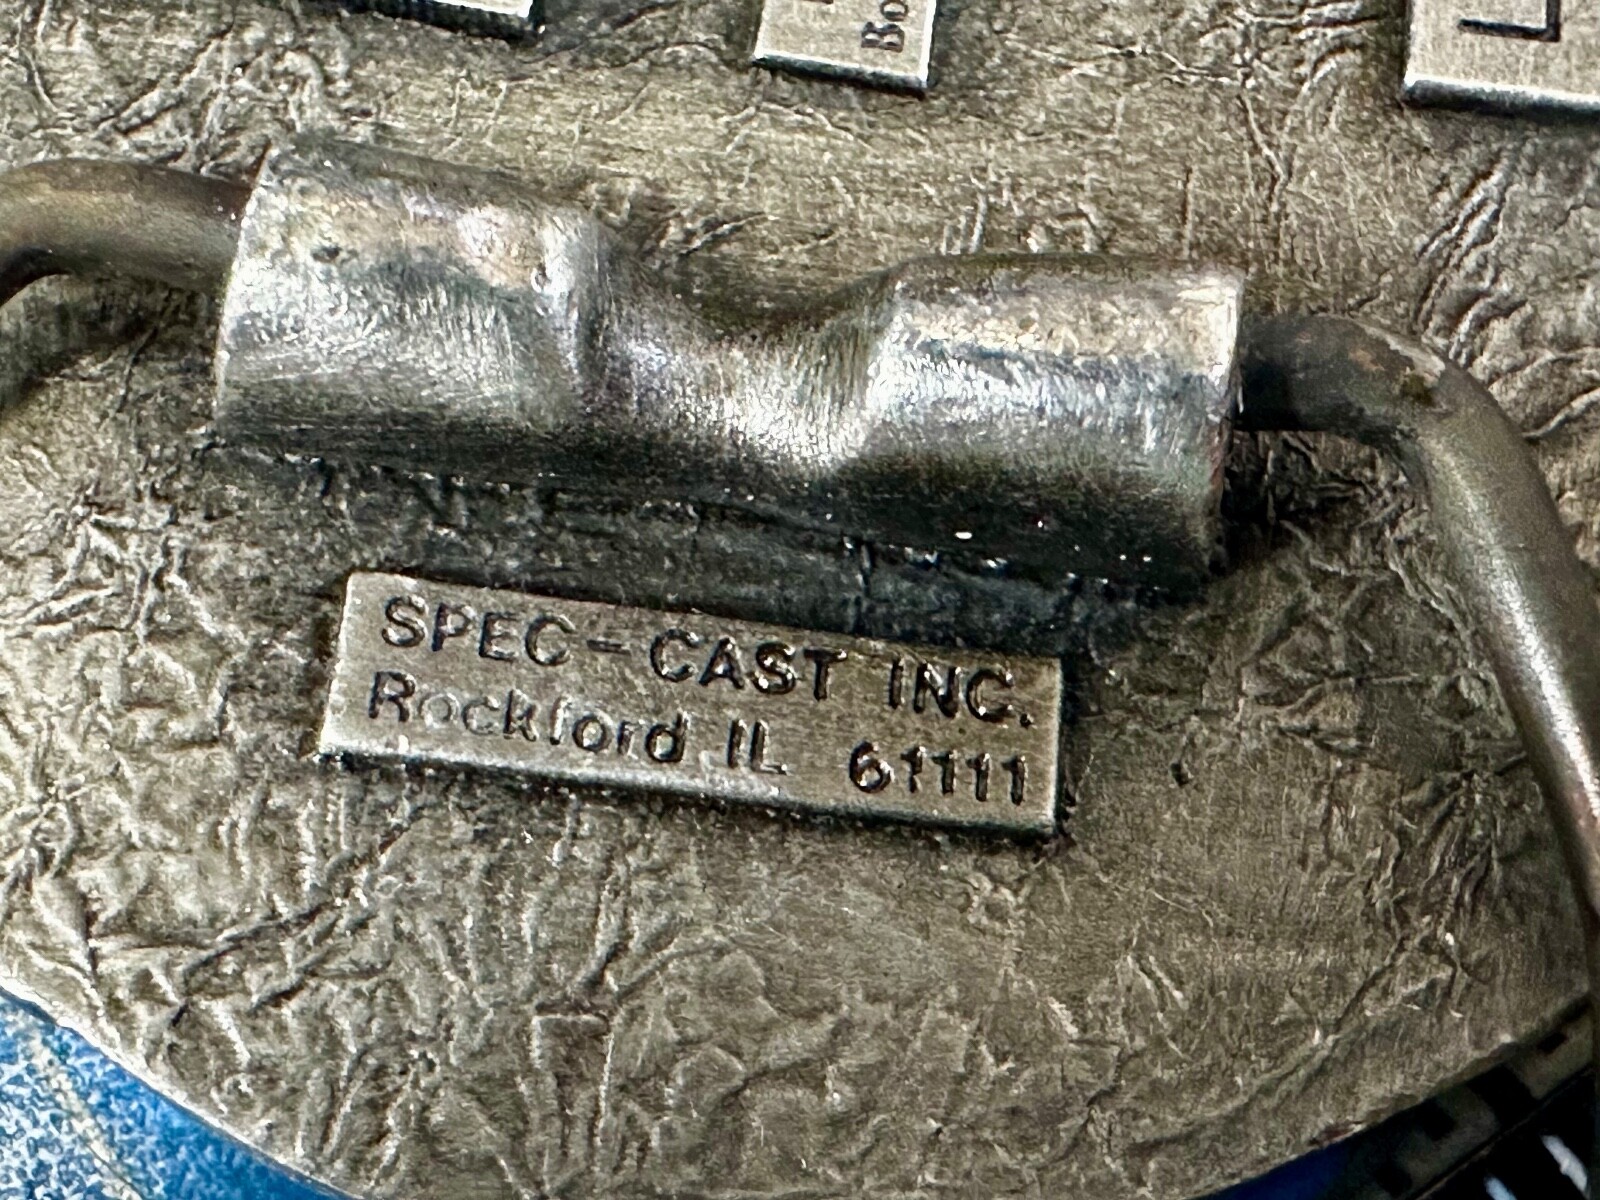 SPEC-CAST INC.
Rockford IL 61111